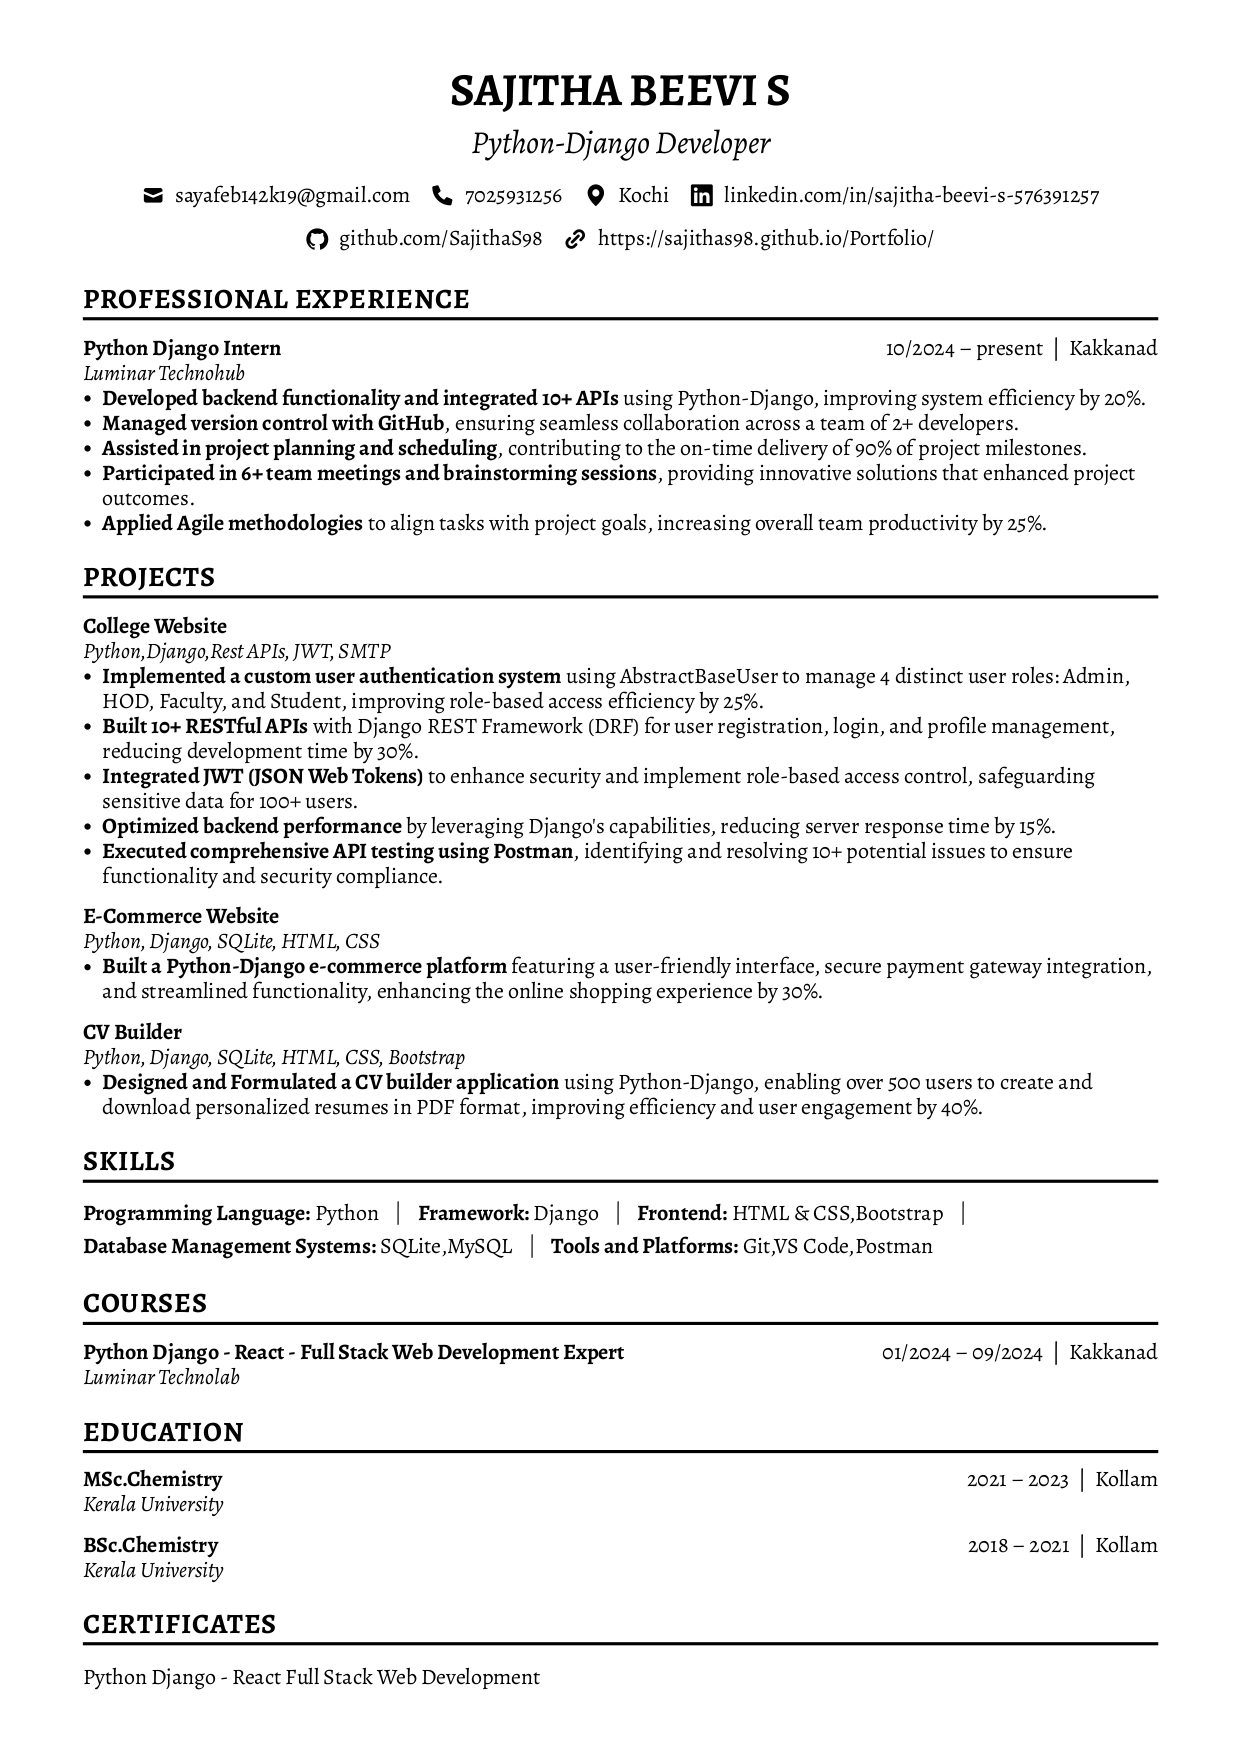 SAJITHA BEEVI S
Python-Django Developer
sayafeb142k19@gmail.com 7025931256 Kochi linkedin.com/in/sajitha-beevi-s-576391257
github.com/SajithaS98 https://sajithas98.github.io/Portfolio/
PROFESSIONAL EXPERIENCE
Python Django Intern 10/2024 – present | Kakkanad
Luminar Technohub
• Developed backend functionality and integrated 10+ APIs using Python-Django, improving system efficiency by 20%.
• Managed version control with GitHub, ensuring seamless collaboration across a team of 2+ developers.
• Assisted in project planning and scheduling, contributing to the on-time delivery of 90% of project milestones.
• Participated in 6+ team meetings and brainstorming sessions, providing innovative solutions that enhanced project
outcomes.
• Applied Agile methodologies to align tasks with project goals, increasing overall team productivity by 25%.
PROJECTS
College Website
Python,Django,Rest APIs, JWT, SMTP
• Implemented a custom user authentication system using AbstractBaseUser to manage 4 distinct user roles: Admin,
HOD, Faculty, and Student, improving role-based access efficiency by 25%.
• Built 10+ RESTful APIs with Django REST Framework (DRF) for user registration, login, and profile management,
reducing development time by 30%.
• Integrated JWT (JSON Web Tokens) to enhance security and implement role-based access control, safeguarding
sensitive data for 100+ users.
• Optimized backend performance by leveraging Django's capabilities, reducing server response time by 15%.
• Executed comprehensive API testing using Postman, identifying and resolving 10+ potential issues to ensure
functionality and security compliance.
E-Commerce Website
Python, Django, SQLite, HTML, CSS
• Built a Python-Django e-commerce platform featuring a user-friendly interface, secure payment gateway integration,
and streamlined functionality, enhancing the online shopping experience by 30%.
CV Builder
Python, Django, SQLite, HTML, CSS, Bootstrap
• Designed and Formulated a CV builder application using Python-Django, enabling over 500 users to create and
download personalized resumes in PDF format, improving efficiency and user engagement by 40%.
SKILLS
Programming Language: Python | Framework: Django | Frontend: HTML & CSS,Bootstrap |
Database Management Systems: SQLite,MySQL | Tools and Platforms: Git,VS Code,Postman
COURSES
Python Django - React - Full Stack Web Development Expert 01/2024 – 09/2024 | Kakkanad
Luminar Technolab
EDUCATION
MSc.Chemistry 2021 – 2023 | Kollam
Kerala University
BSc.Chemistry 2018 – 2021 | Kollam
Kerala University
CERTIFICATES
Python Django - React Full Stack Web Development